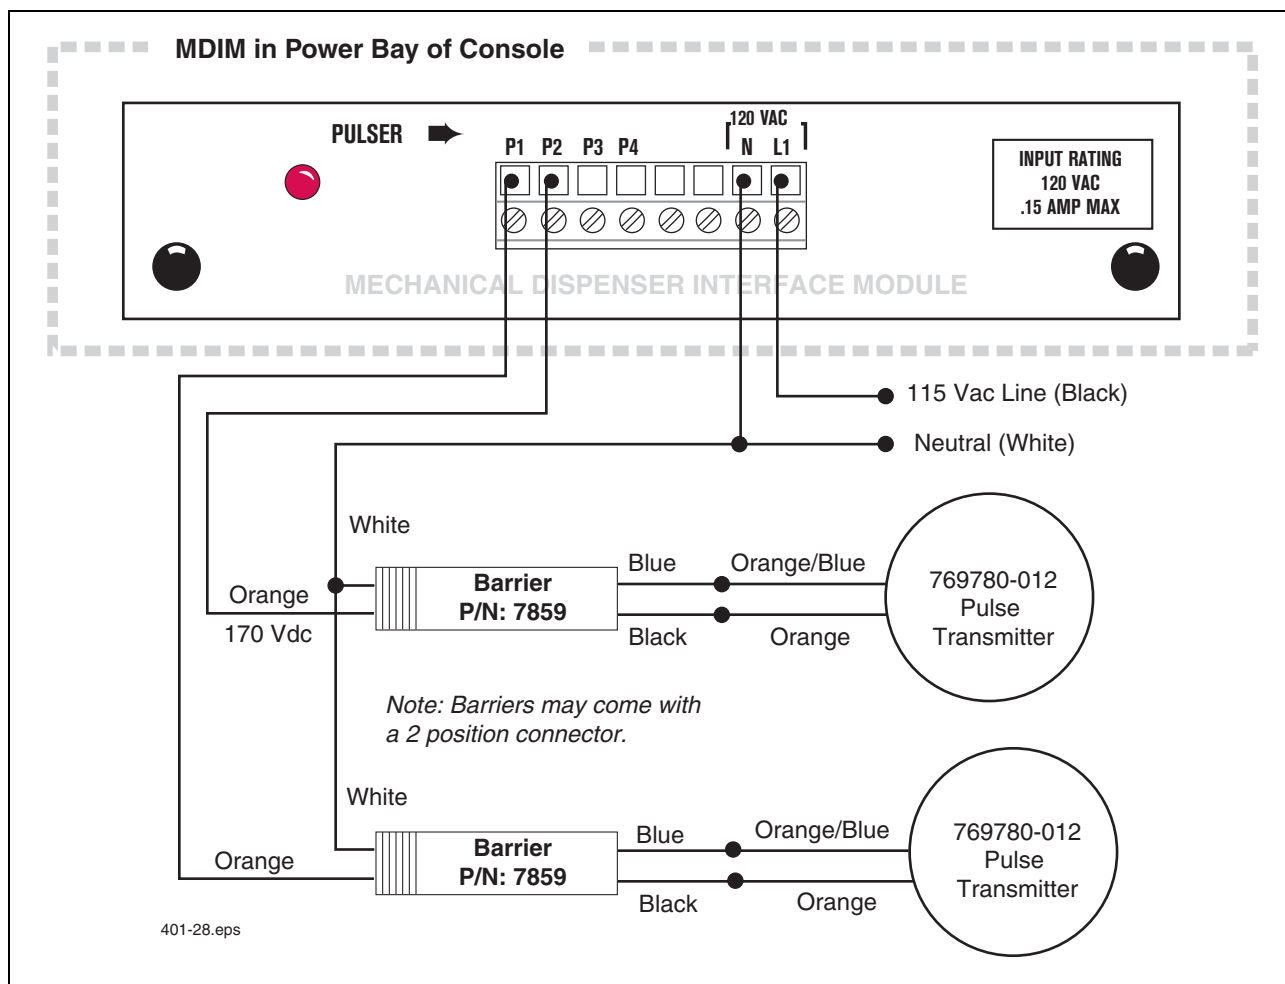 MDIM in Power Bay of Console
PULSER
120 VAC
P1 P2 P3 P4 N L1
INPUT RATING
120 VAC
.15 AMP MAX
MECHANICAL DISPENSER INTERFACE MODULE
115 Vac Line (Black)
Neutral (White)
White
Orange
170 Vdc
Barrier
P/N: 7859
Blue
Orange/Blue
Black
Orange
769780-012
Pulse
Transmitter
Note: Barriers may come with
a 2 position connector.
White
Orange
Barrier
P/N: 7859
Blue
Orange/Blue
Black
Orange
769780-012
Pulse
Transmitter
401-28.eps